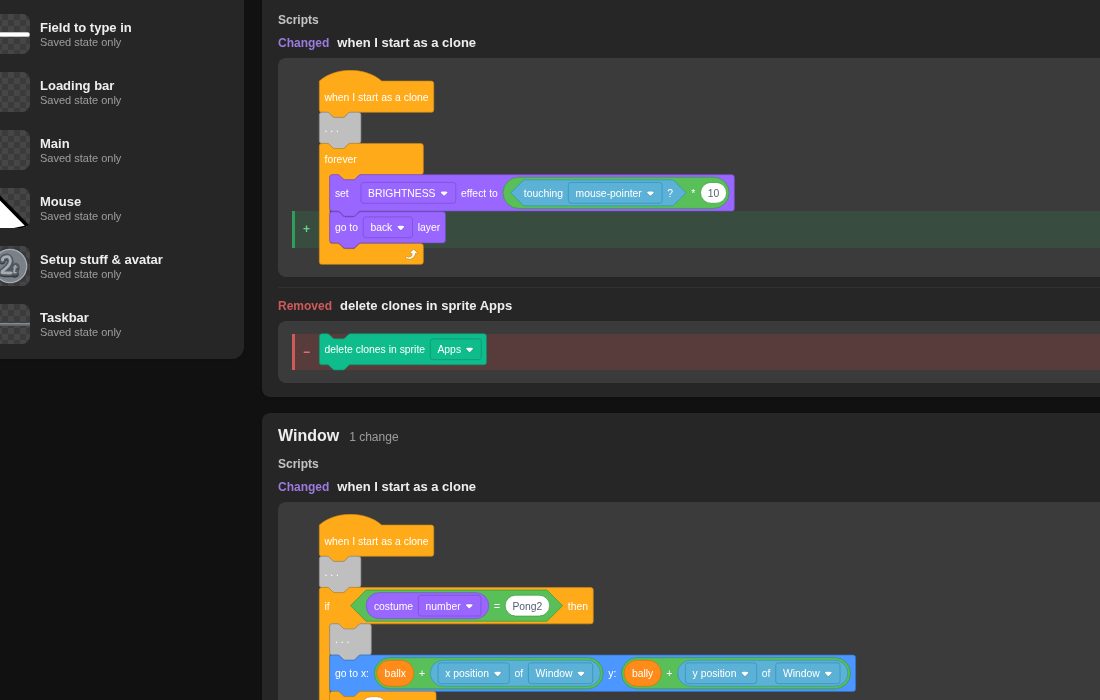 Field to type in
Saved state only
Loading bar
Saved state only
Main
Saved state only
Mouse
Saved state only
Setup stuff & avatar
Saved state only
Taskbar
Saved state only
Scripts
Changed when I start as a clone
when I start as a clone
. . .
forever
set BRIGHTNESS effect to touching mouse-pointer ? * 10
+ go to back layer
Removed delete clones in sprite Apps
− delete clones in sprite Apps
Window 1 change
Scripts
Changed when I start as a clone
when I start as a clone
. . .
if costume number = Pong2 then
. . .
go to x: ballx + x position of Window y: bally + y position of Window